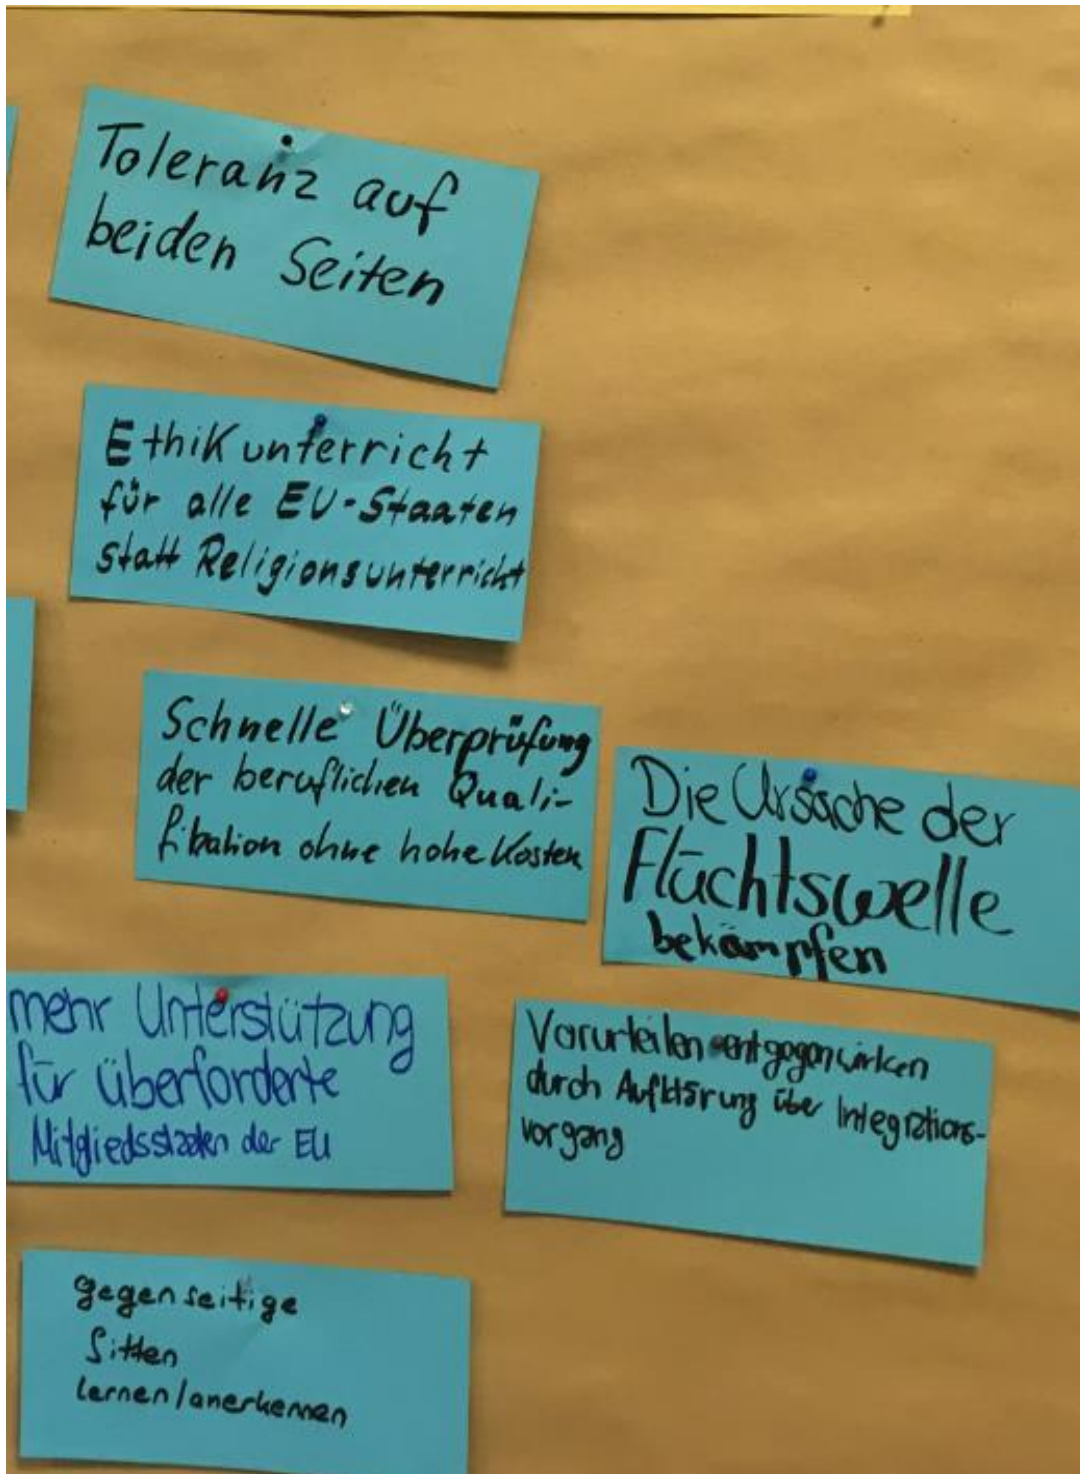 Toleranz auf
beiden Seiten
Ethikunterricht
für alle EU-Staaten
statt Religionsunterricht
Schnelle Überprüfung
der beruflichen Quali-
fikation ohne hohe Kosten
Die Ursache der
Flüchtswelle
bekämpfen
mehr Unterstützung
für überforderte
Mitgliedsstaaten der EU
Vorurteilen entgegenwirken
durch Aufklärung über Integrations-
vorgang
gegenseitige
Sitten
lernen/anerkennen